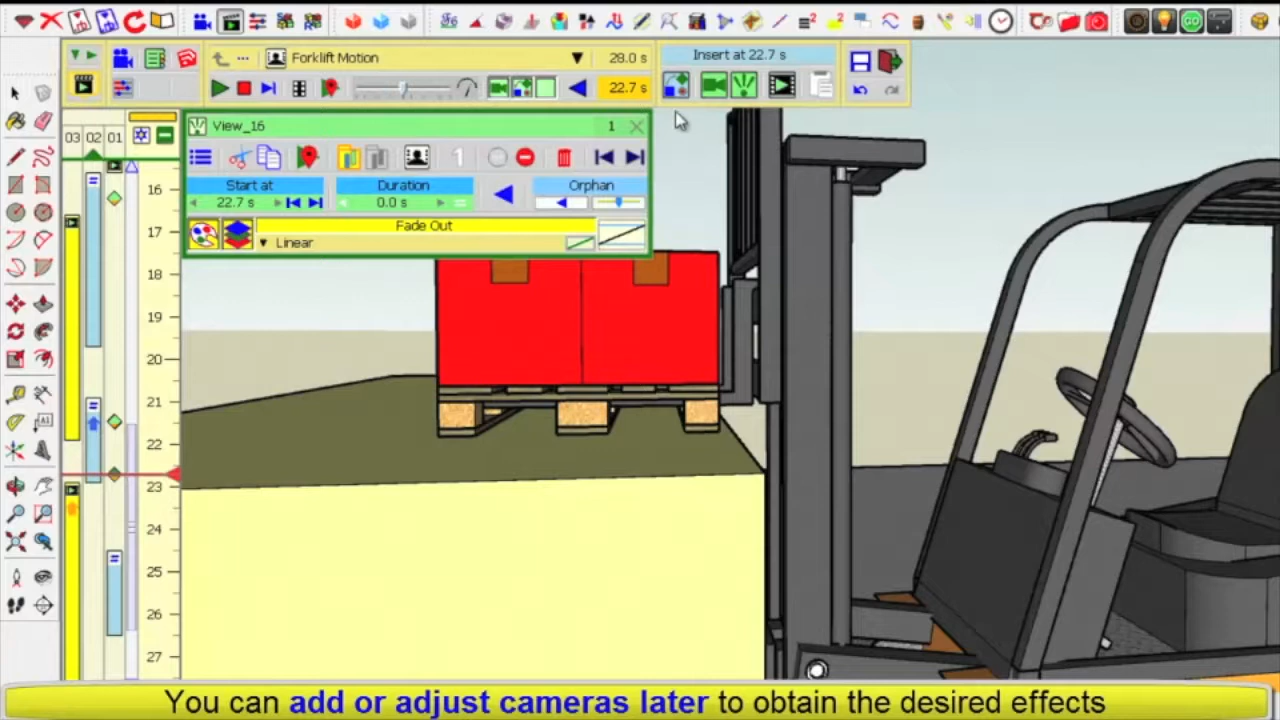 Insert at 22.7 s
Forklift Motion
28.0 s
22.7 s
View_16
1
03 02 01
1
Start at
Duration
Orphan
22.7 s
0.0 s
Fade Out
Linear
16
17
18
19
20
21
22
23
24
25
26
27
You can add or adjust cameras later to obtain the desired effects